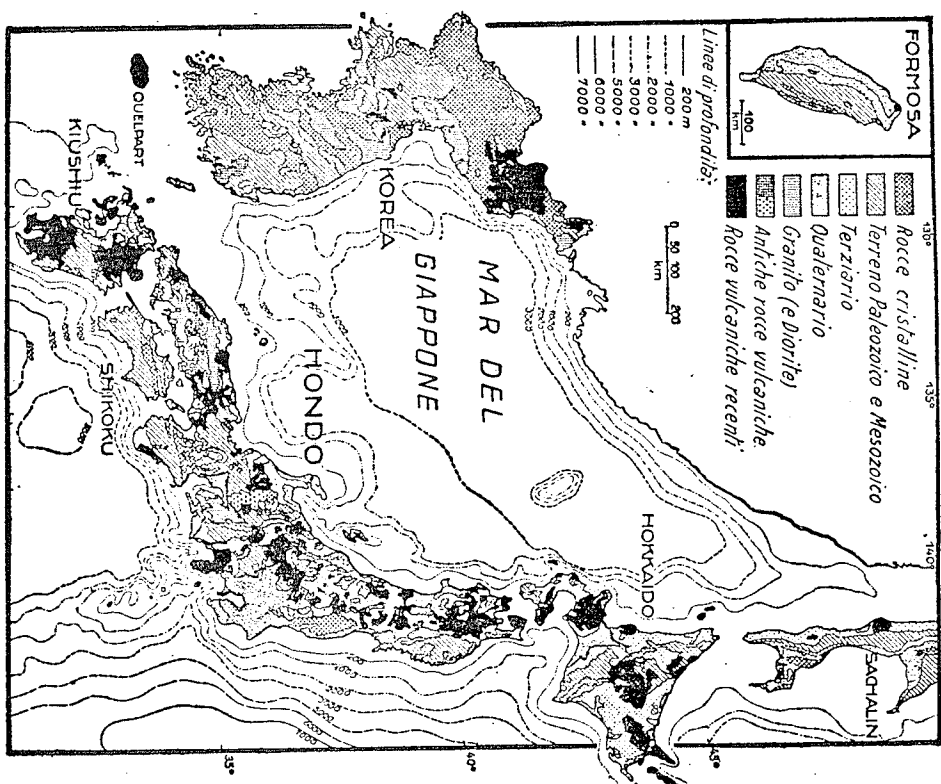 FORMOSA
100
km
Rocce cristalline
Terreno Paleozoico e Mesozoico
Terziario
Quaternario
Granito (e Diorite)
Antiche rocce vulcaniche.
Rocce vulcaniche recenti
Linee di profondità:
200 m
1000 "
2000 "
3000 "
5000 "
6000 "
7000 "
0 50 100 200
km
130°
135°
140°
45°
40°
35°
SACHALIN
HOKKAIDO
MAR DEL
GIAPPONE
KOREA
HONDO
QUELPART
KIUSHIU
SHIKOKU